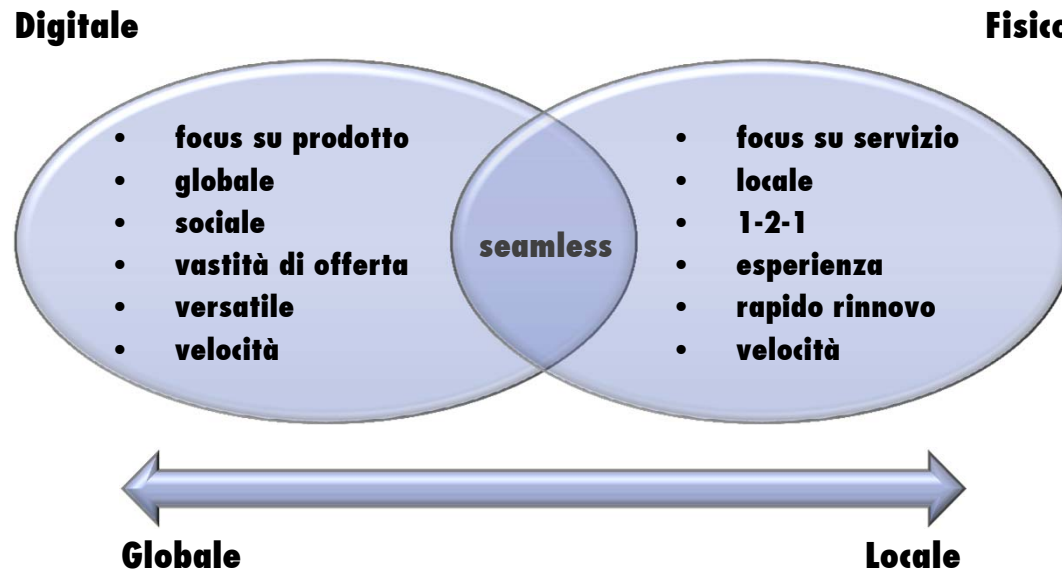 Digitale
Fisico
• focus su prodotto
• globale
• sociale
• vastità di offerta
• versatile
• velocità
seamless
• focus su servizio
• locale
• 1-2-1
• esperienza
• rapido rinnovo
• velocità
Globale
Locale